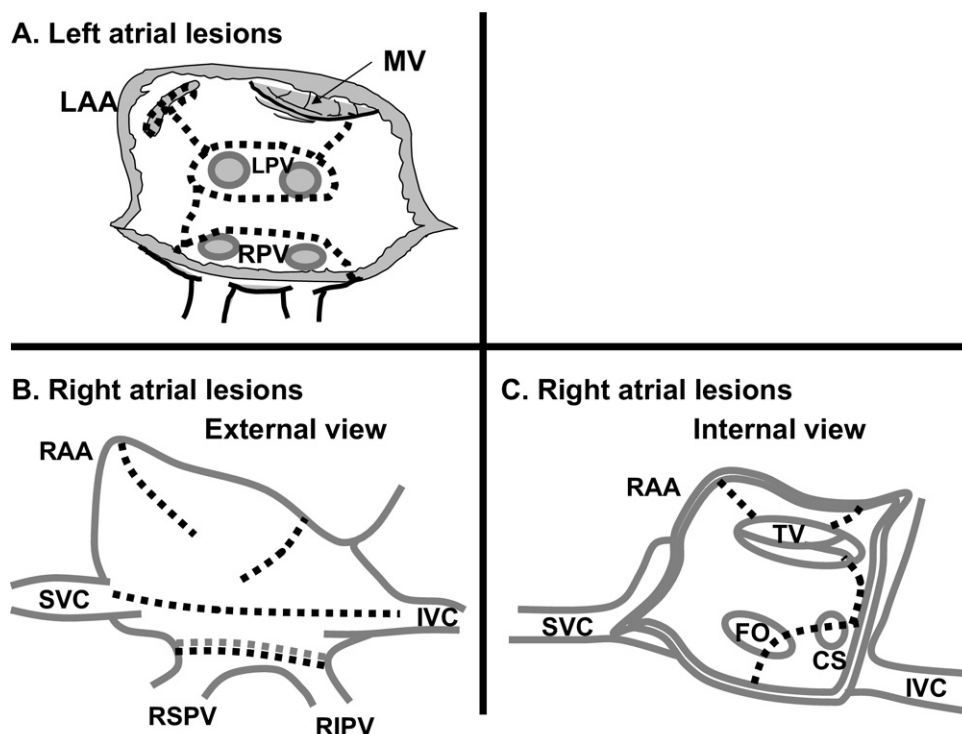 A. Left atrial lesions
MV
LAA
LPV
RPV
B. Right atrial lesions
External view
RAA
SVC
IVC
RSPV
RIPV
C. Right atrial lesions
Internal view
RAA
TV
SVC
FO
CS
IVC